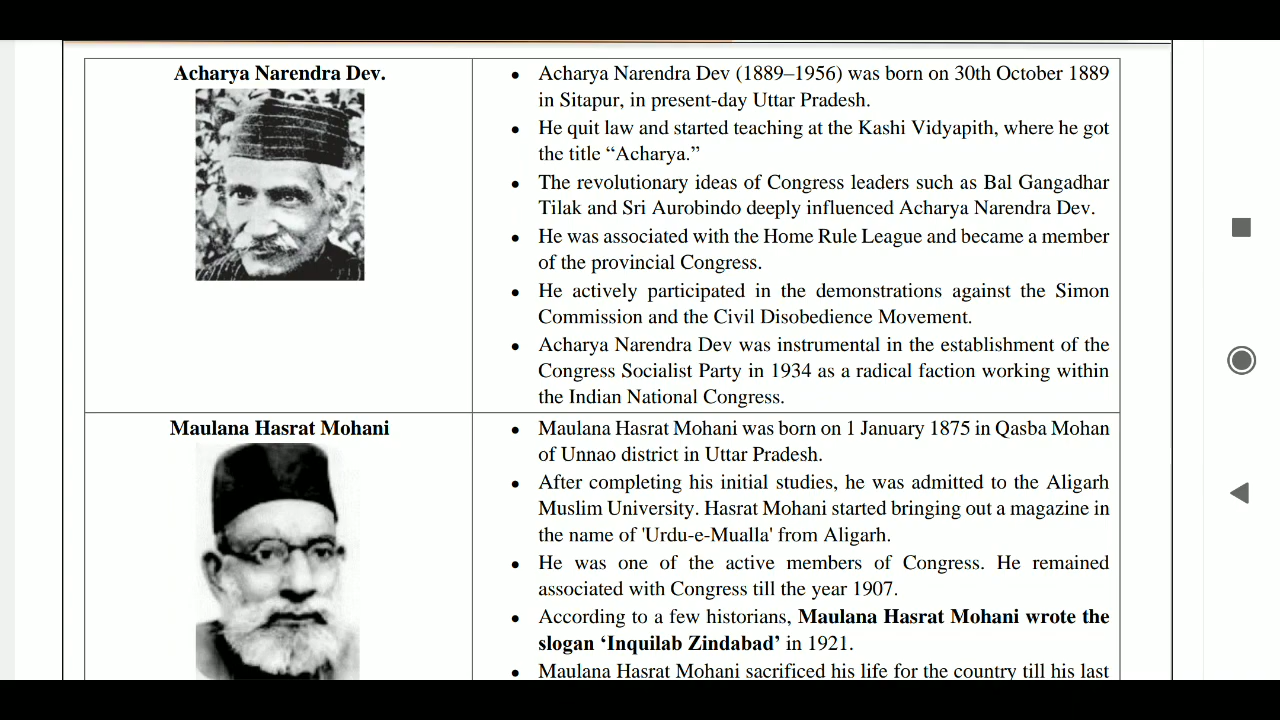 Acharya Narendra Dev.
• Acharya Narendra Dev (1889–1956) was born on 30th October 1889
in Sitapur, in present-day Uttar Pradesh.
• He quit law and started teaching at the Kashi Vidyapith, where he got
the title “Acharya.”
• The revolutionary ideas of Congress leaders such as Bal Gangadhar
Tilak and Sri Aurobindo deeply influenced Acharya Narendra Dev.
• He was associated with the Home Rule League and became a member
of the provincial Congress.
• He actively participated in the demonstrations against the Simon
Commission and the Civil Disobedience Movement.
• Acharya Narendra Dev was instrumental in the establishment of the
Congress Socialist Party in 1934 as a radical faction working within
the Indian National Congress.
Maulana Hasrat Mohani
• Maulana Hasrat Mohani was born on 1 January 1875 in Qasba Mohan
of Unnao district in Uttar Pradesh.
• After completing his initial studies, he was admitted to the Aligarh
Muslim University. Hasrat Mohani started bringing out a magazine in
the name of 'Urdu-e-Mualla' from Aligarh.
• He was one of the active members of Congress. He remained
associated with Congress till the year 1907.
• According to a few historians, Maulana Hasrat Mohani wrote the
slogan ‘Inquilab Zindabad’ in 1921.
• Maulana Hasrat Mohani sacrificed his life for the country till his last